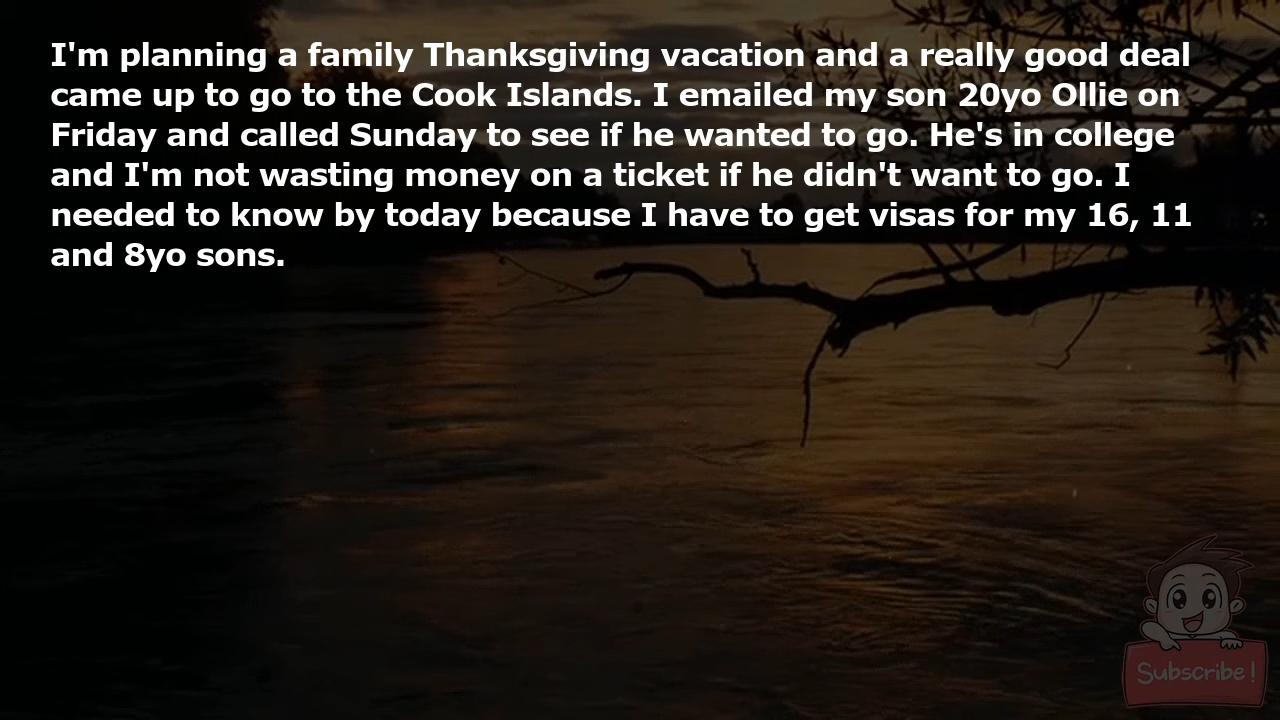 I'm planning a family Thanksgiving vacation and a really good deal
came up to go to the Cook Islands. I emailed my son 20yo Ollie on
Friday and called Sunday to see if he wanted to go. He's in college
and I'm not wasting money on a ticket if he didn't want to go. I
needed to know by today because I have to get visas for my 16, 11
and 8yo sons.
Subscribe!